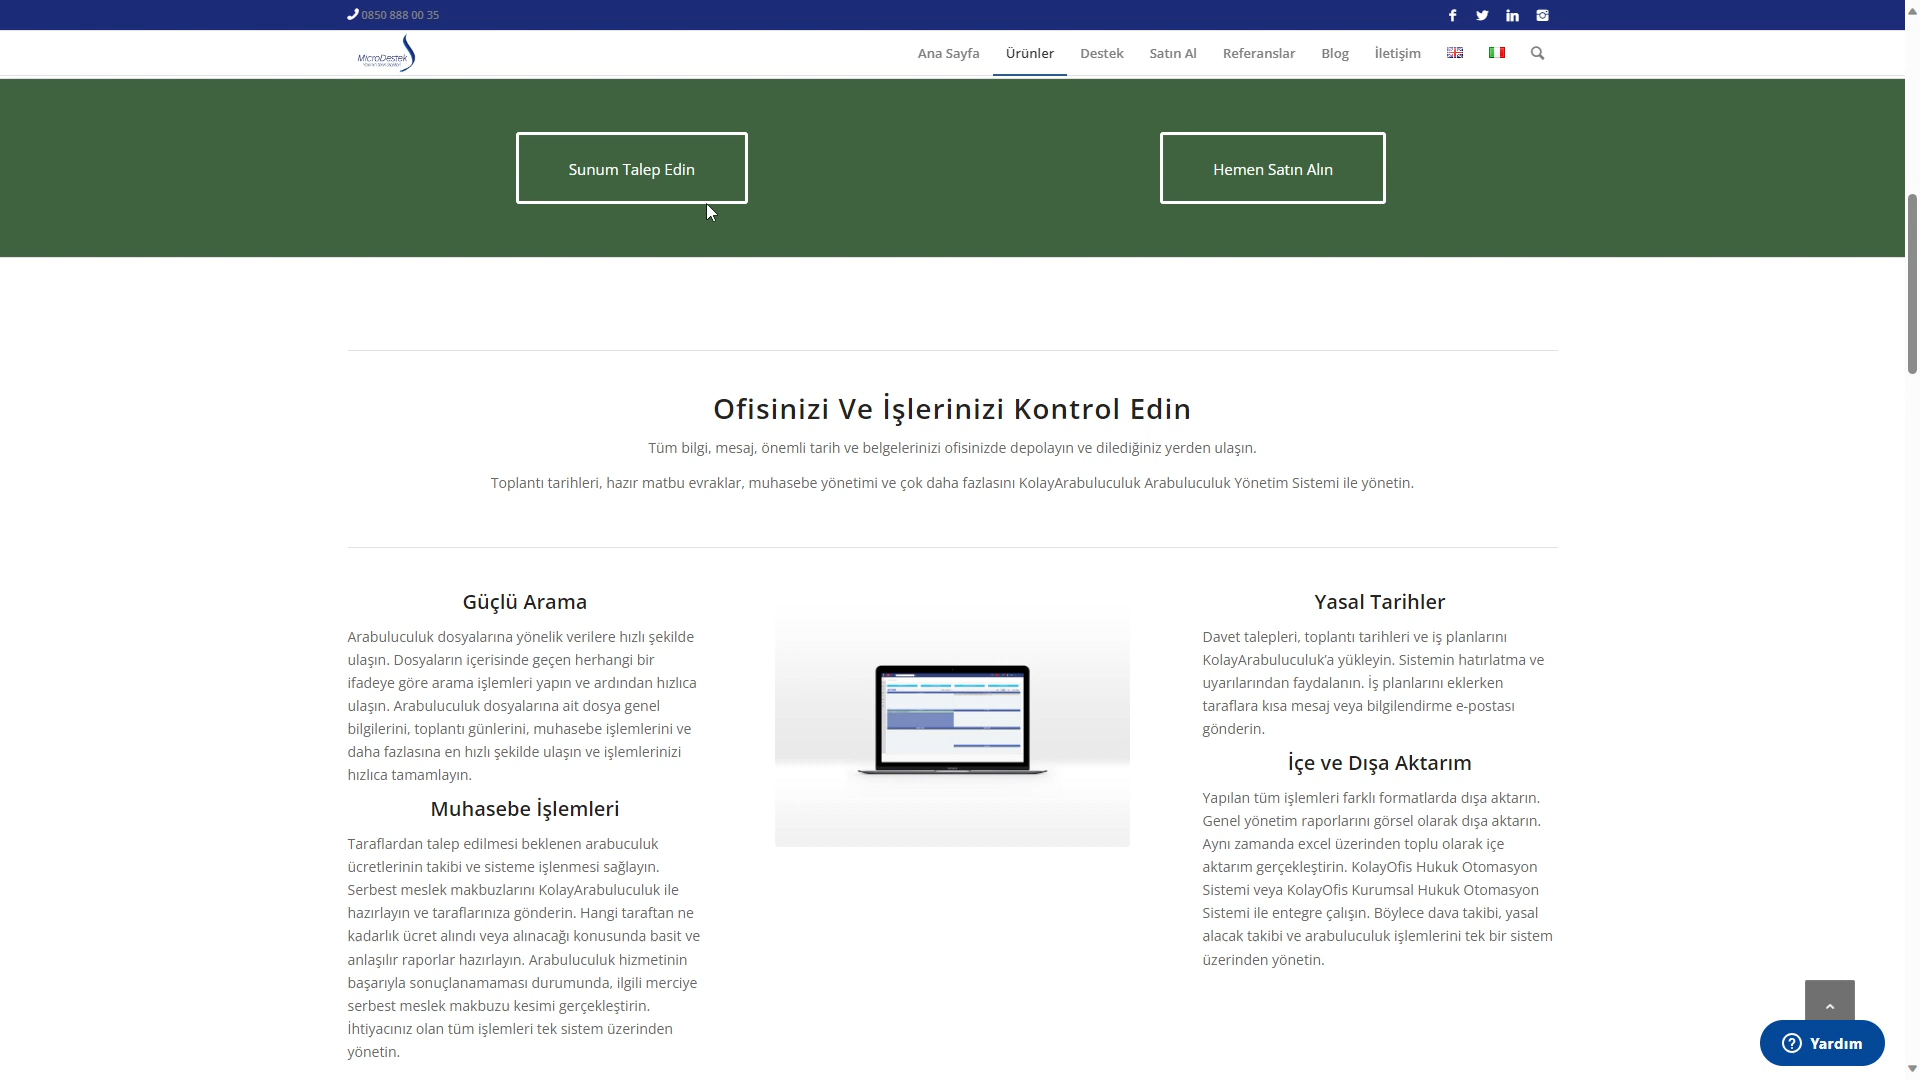 0850 888 00 35
MicroDestek
Ana Sayfa
Ürünler
Destek
Satın Al
Referanslar
Blog
İletişim
Sunum Talep Edin
Hemen Satın Alın
Ofisinizi Ve İşlerinizi Kontrol Edin
Tüm bilgi, mesaj, önemli tarih ve belgelerinizi ofisinizde depolayın ve dilediğiniz yerden ulaşın.
Toplantı tarihleri, hazır matbu evraklar, muhasebe yönetimi ve çok daha fazlasını KolayArabuluculuk Arabuluculuk Yönetim Sistemi ile yönetin.
Güçlü Arama
Arabuluculuk dosyalarına yönelik verilere hızlı şekilde
ulaşın. Dosyaların içerisinde geçen herhangi bir
ifadeye göre arama işlemleri yapın ve ardından hızlıca
ulaşın. Arabuluculuk dosyalarına ait dosya genel
bilgilerini, toplantı günlerini, muhasebe işlemlerini ve
daha fazlasına en hızlı şekilde ulaşın ve işlemlerinizi
hızlıca tamamlayın.
Muhasebe İşlemleri
Taraflardan talep edilmesi beklenen arabuculuk
ücretlerinin takibi ve sisteme işlenmesi sağlayın.
Serbest meslek makbuzlarını KolayArabuluculuk ile
hazırlayın ve taraflarınıza gönderin. Hangi taraftan ne
kadarlık ücret alındı veya alınacağı konusunda basit ve
anlaşılır raporlar hazırlayın. Arabuluculuk hizmetinin
başarıyla sonuçlanamaması durumunda, ilgili merciye
serbest meslek makbuzu kesimi gerçekleştirin.
İhtiyacınız olan tüm işlemleri tek sistem üzerinden
yönetin.
Yasal Tarihler
Davet talepleri, toplantı tarihleri ve iş planlarını
KolayArabuluculuk’a yükleyin. Sistemin hatırlatma ve
uyarılarından faydalanın. İş planlarını eklerken
taraflara kısa mesaj veya bilgilendirme e-postası
gönderin.
İçe ve Dışa Aktarım
Yapılan tüm işlemleri farklı formatlarda dışa aktarın.
Genel yönetim raporlarını görsel olarak dışa aktarın.
Aynı zamanda excel üzerinden toplu olarak içe
aktarım gerçekleştirin. KolayOfis Hukuk Otomasyon
Sistemi veya KolayOfis Kurumsal Hukuk Otomasyon
Sistemi ile entegre çalışın. Böylece dava takibi, yasal
alacak takibi ve arabuluculuk işlemlerini tek bir sistem
üzerinden yönetin.
Yardım